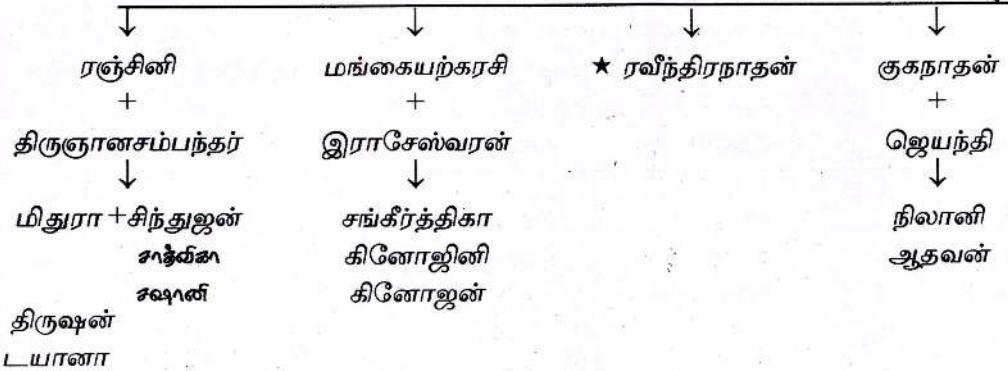 ரஞ்சினி மங்கையற்கரசி ★ ரவீந்திரநாதன் குகநாதன்
+ + +
திருஞானசம்பந்தர் இராசேஸ்வரன் ஜெயந்தி
மிதுரா + சிந்துஜன் சங்கீர்த்திகா நிலானி
சாத்விகா கினோஜினி ஆதவன்
சஷானி கினோஜன்
திருஷன்
டயானா